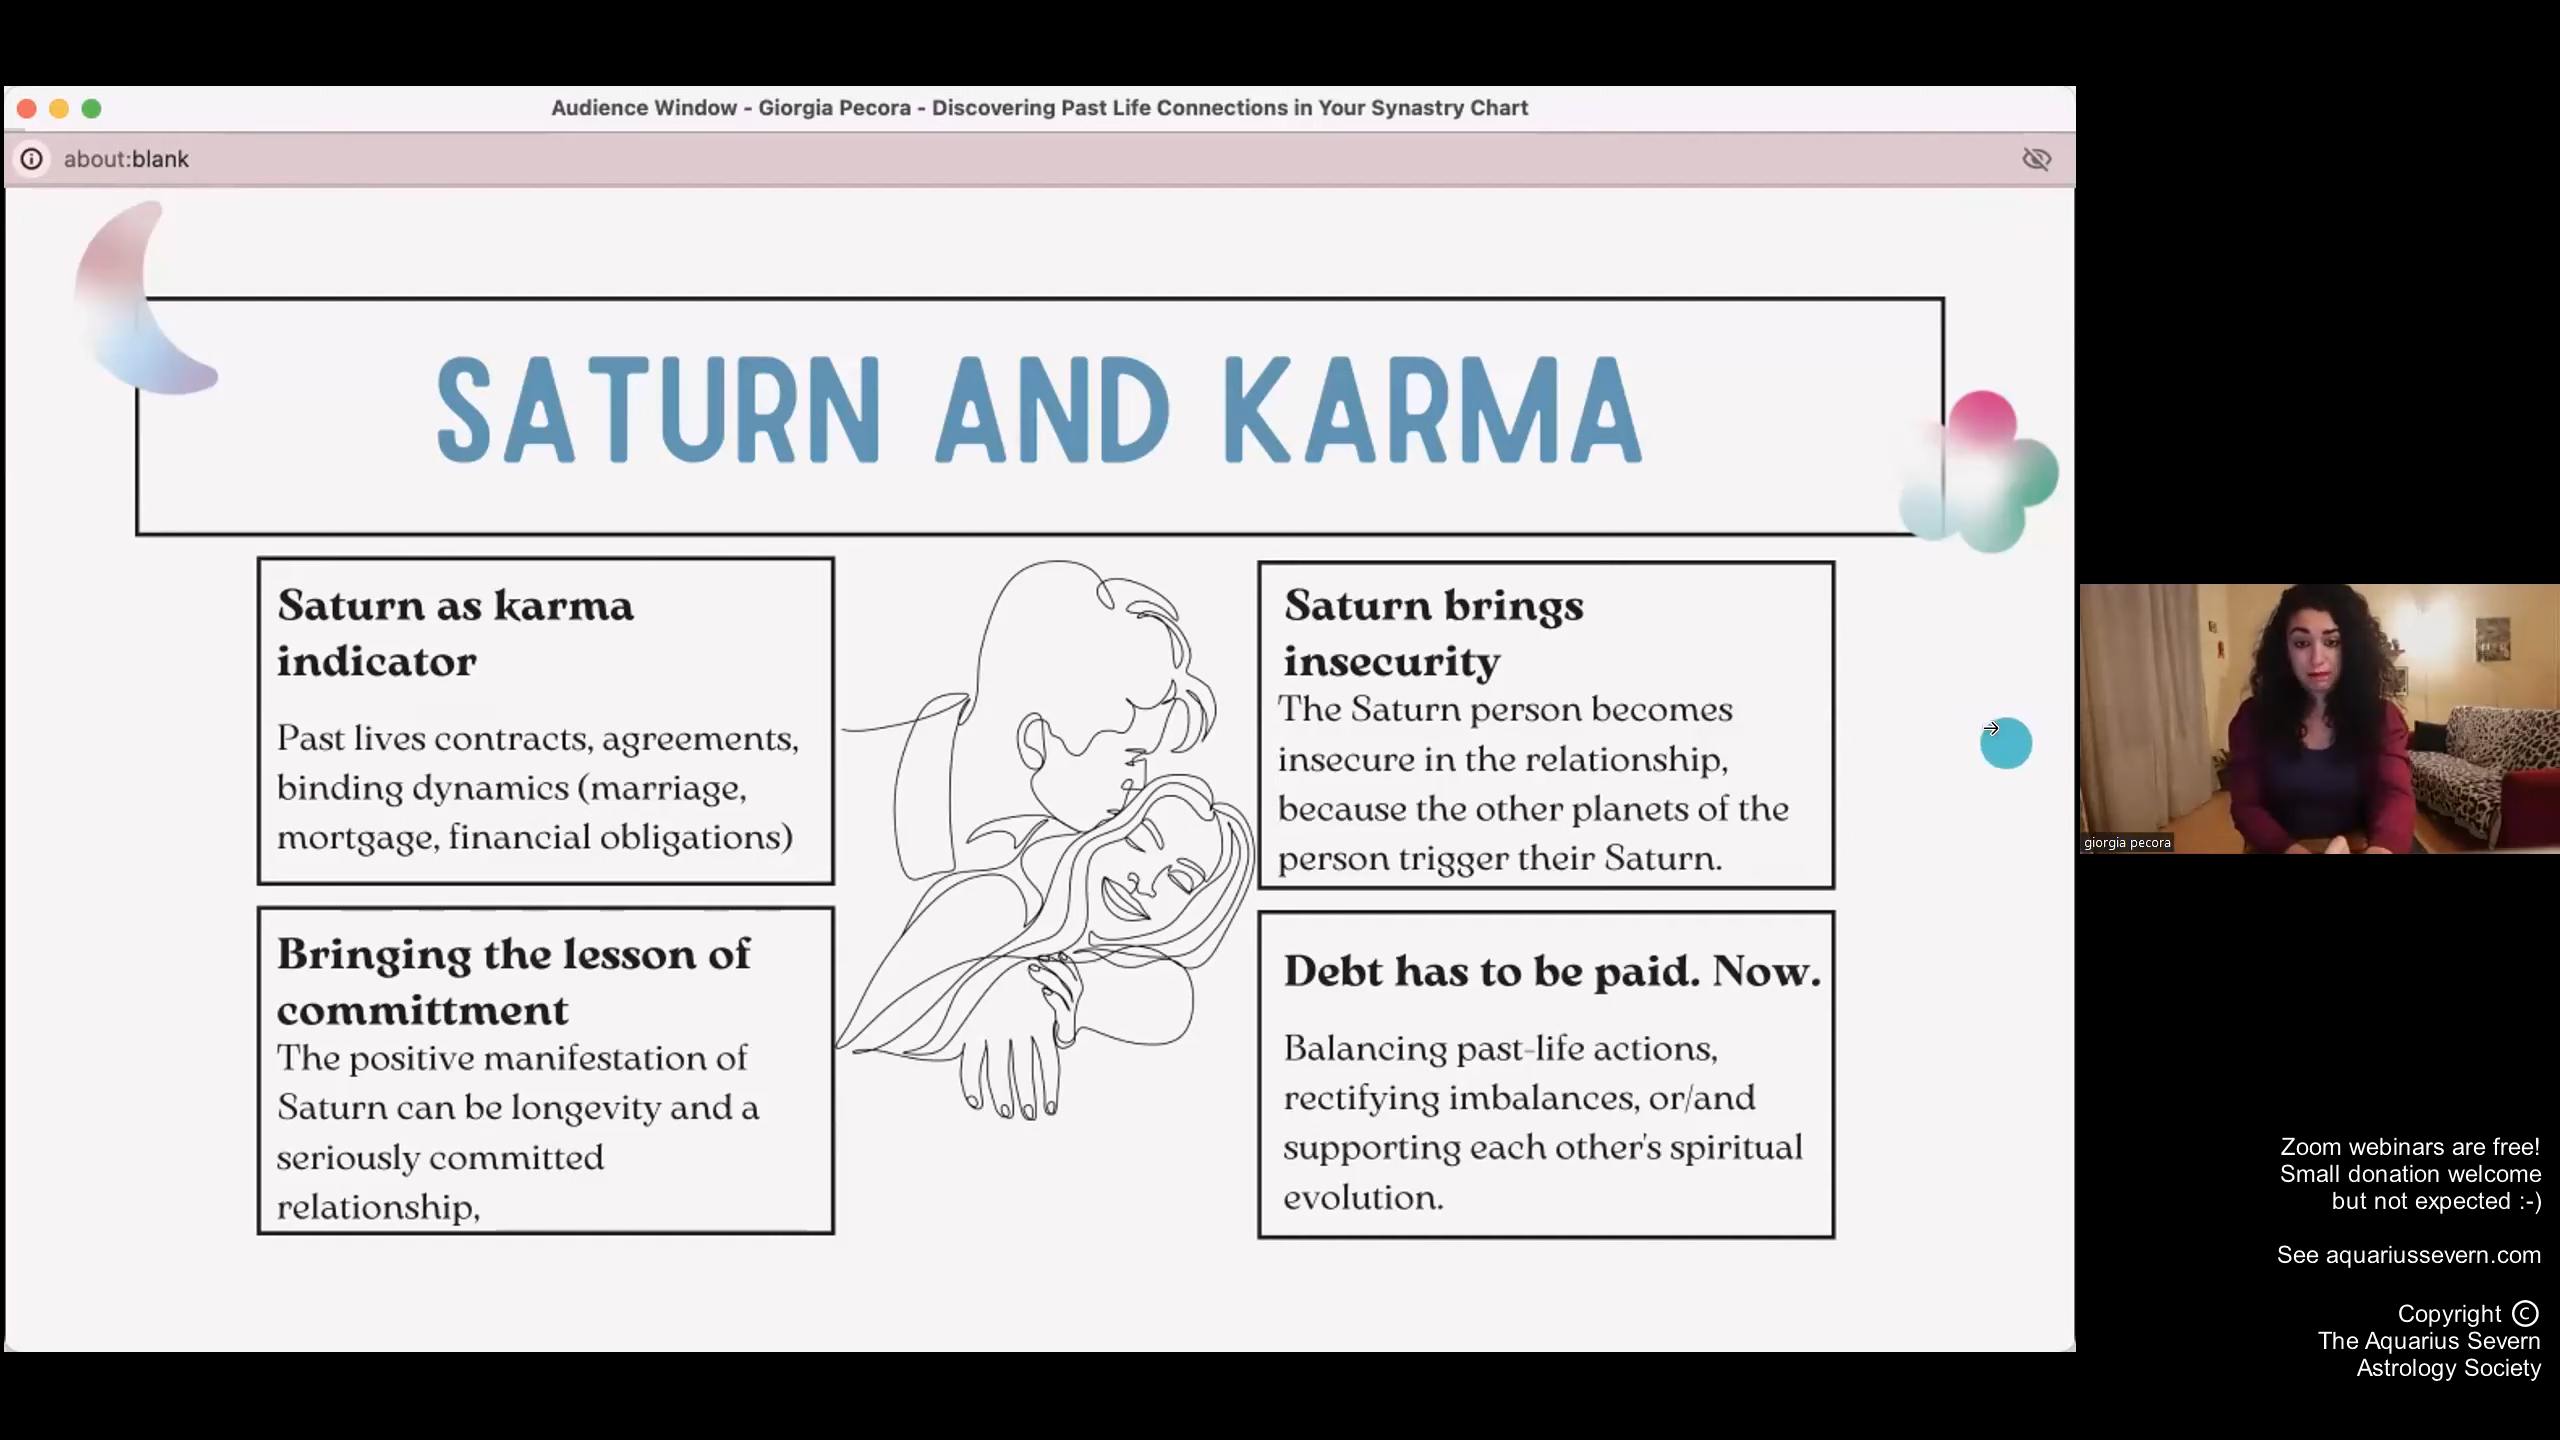 Audience Window - Giorgia Pecora - Discovering Past Life Connections in Your Synastry Chart
about:blank
SATURN AND KARMA
Saturn as karma
indicator
Past lives contracts, agreements,
binding dynamics (marriage,
mortgage, financial obligations)
Saturn brings
insecurity
The Saturn person becomes
insecure in the relationship,
because the other planets of the
person trigger their Saturn.
Bringing the lesson of
committment
The positive manifestation of
Saturn can be longevity and a
seriously committed
relationship,
Debt has to be paid. Now.
Balancing past-life actions,
rectifying imbalances, or/and
supporting each other's spiritual
evolution.
giorgia pecora
Zoom webinars are free!
Small donation welcome
but not expected :-)
See aquariussevern.com
Copyright ©
The Aquarius Severn
Astrology Society